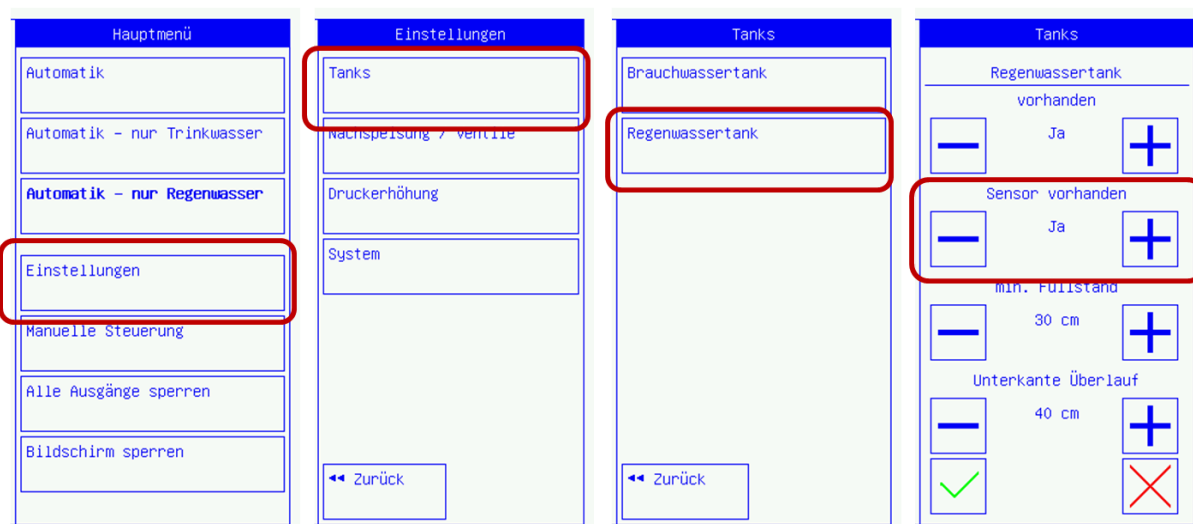 Hauptmenü
Automatik
Automatik - nur Trinkwasser
Automatik - nur Regenwasser
Einstellungen
Manuelle Steuerung
Alle Ausgänge sperren
Bildschirm sperren
Einstellungen
Tanks
Nachspeisung / Ventile
Druckerhöhung
System
◄◄ Zurück
Tanks
Brauchwassertank
Regenwassertank
◄◄ Zurück
Tanks
Regenwassertank
vorhanden
Ja
Sensor vorhanden
Ja
min. Füllstand
30 cm
Unterkante Überlauf
40 cm